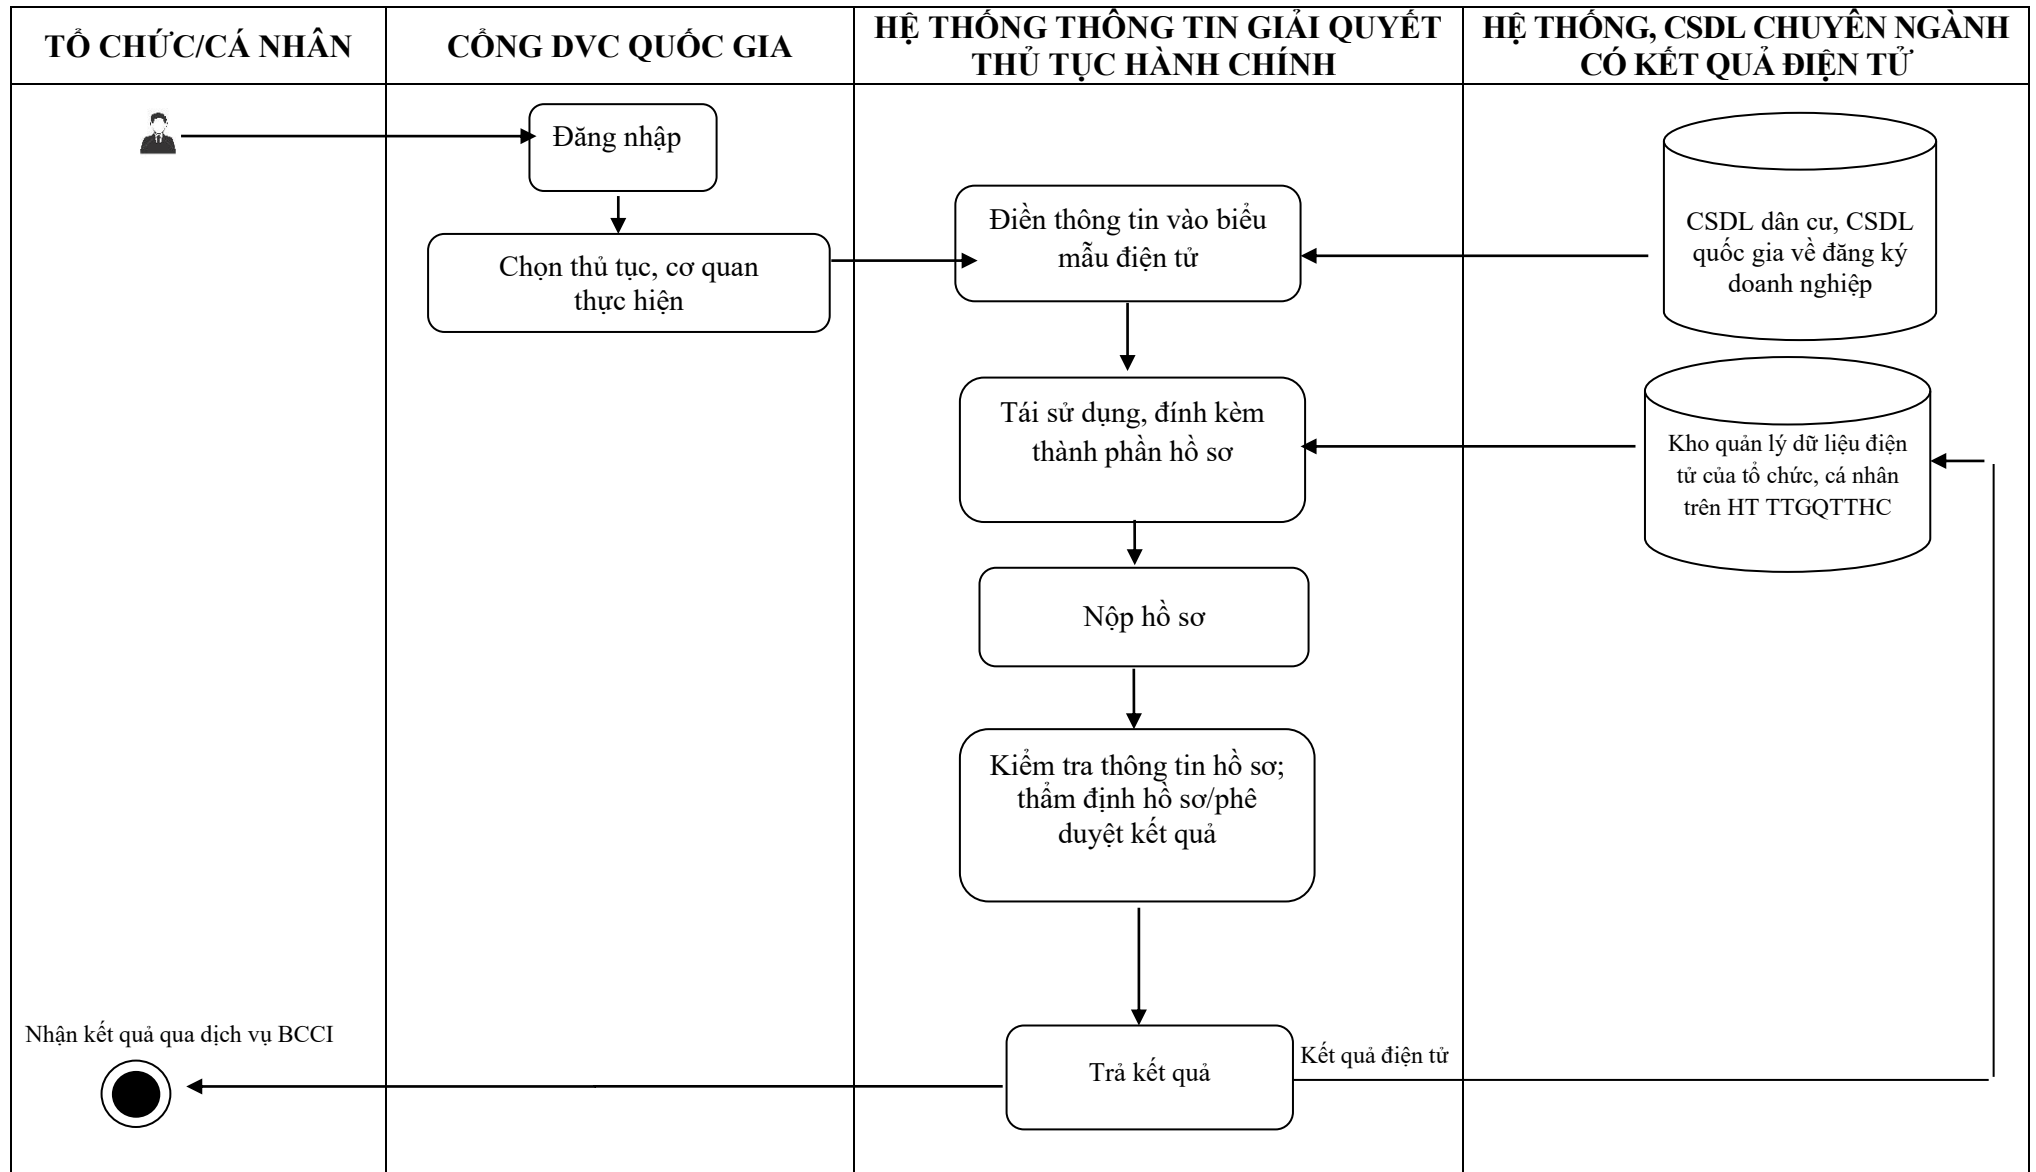 TỔ CHỨC/CÁ NHÂN
CỔNG DVC QUỐC GIA
HỆ THỐNG THÔNG TIN GIẢI QUYẾT
THỦ TỤC HÀNH CHÍNH
HỆ THỐNG, CSDL CHUYÊN NGÀNH
CÓ KẾT QUẢ ĐIỆN TỬ
Đăng nhập
Chọn thủ tục, cơ quan
thực hiện
Điền thông tin vào biểu
mẫu điện tử
CSDL dân cư, CSDL
quốc gia về đăng ký
doanh nghiệp
Tái sử dụng, đính kèm
thành phần hồ sơ
Kho quản lý dữ liệu điện
tử của tổ chức, cá nhân
trên HT TTGQTTHC
Nộp hồ sơ
Kiểm tra thông tin hồ sơ;
thẩm định hồ sơ/phê
duyệt kết quả
Nhận kết quả qua dịch vụ BCCI
Trả kết quả
Kết quả điện tử